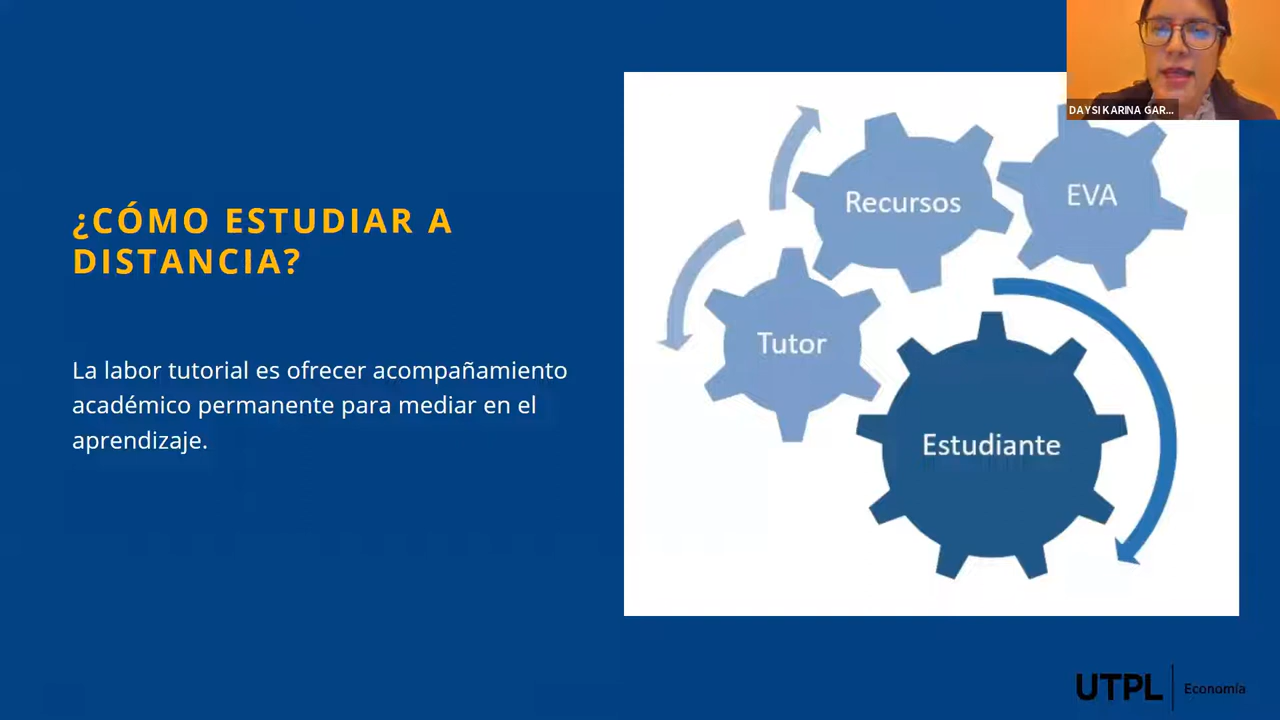 DAYSI KARINA GAR...
¿CÓMO ESTUDIAR A
DISTANCIA?
La labor tutorial es ofrecer acompañamiento
académico permanente para mediar en el
aprendizaje.
Recursos
EVA
Tutor
Estudiante
UTPL
Economía